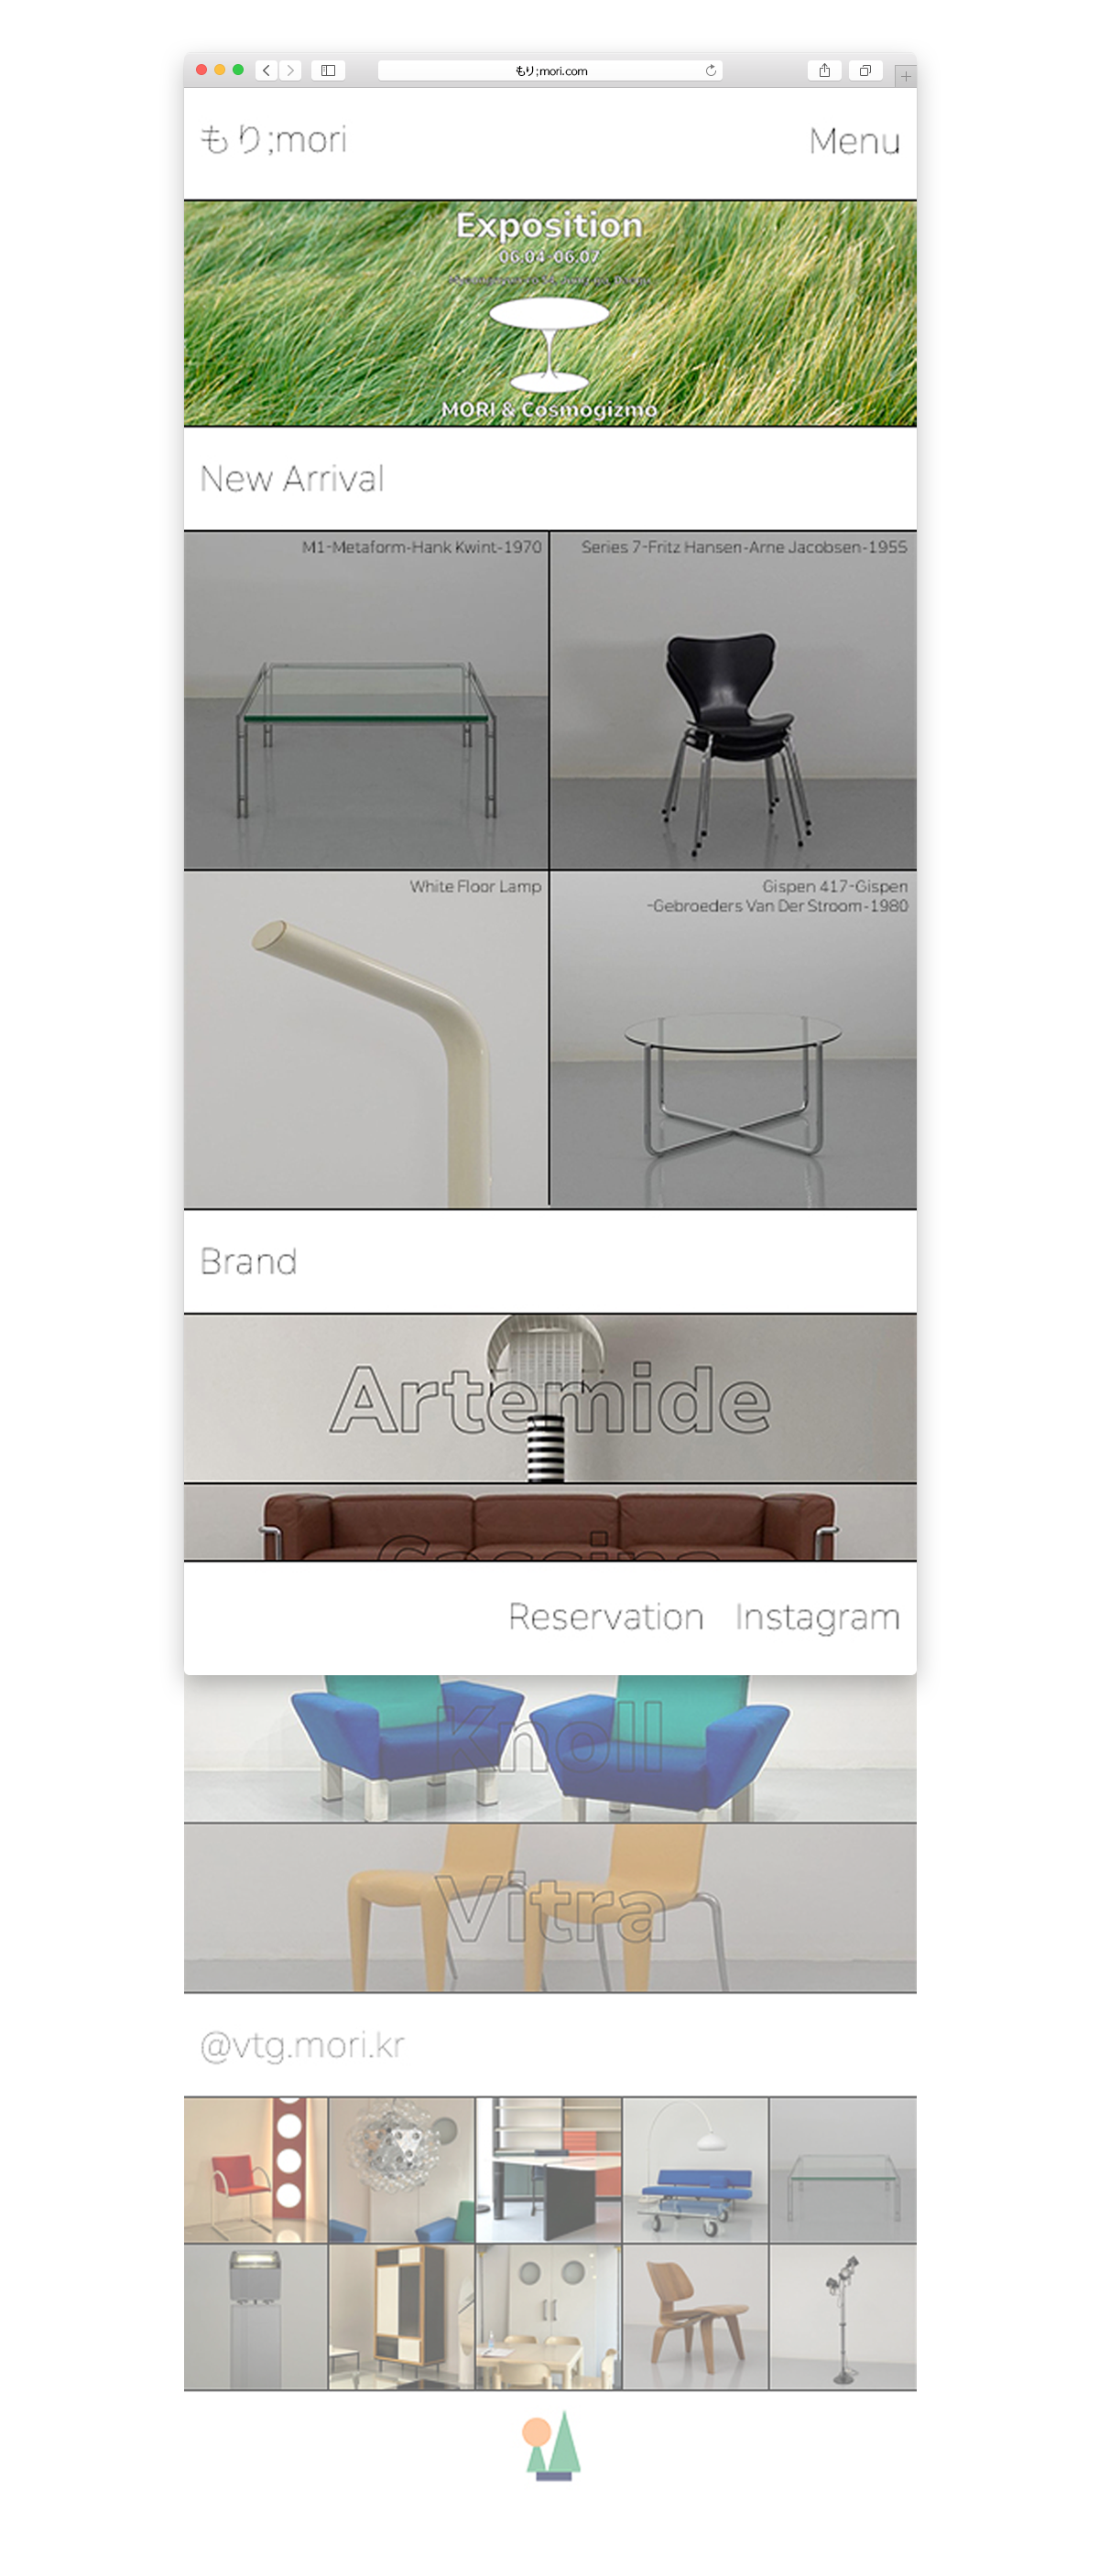 もり;mori.com
もり;mori
Menu
Exposition
06.04-06.07
MORI & Cosmogizmo
New Arrival
M1-Metaform-Hank Kwint-1970
Series 7-Fritz Hansen-Arne Jacobsen-1955
White Floor Lamp
Gispen 417-Gispen
-Gebroeders Van Der Stroom-1980
Brand
Artemide
Cassina
Reservation
Instagram
Knoll
Vitra
@vtg.mori.kr